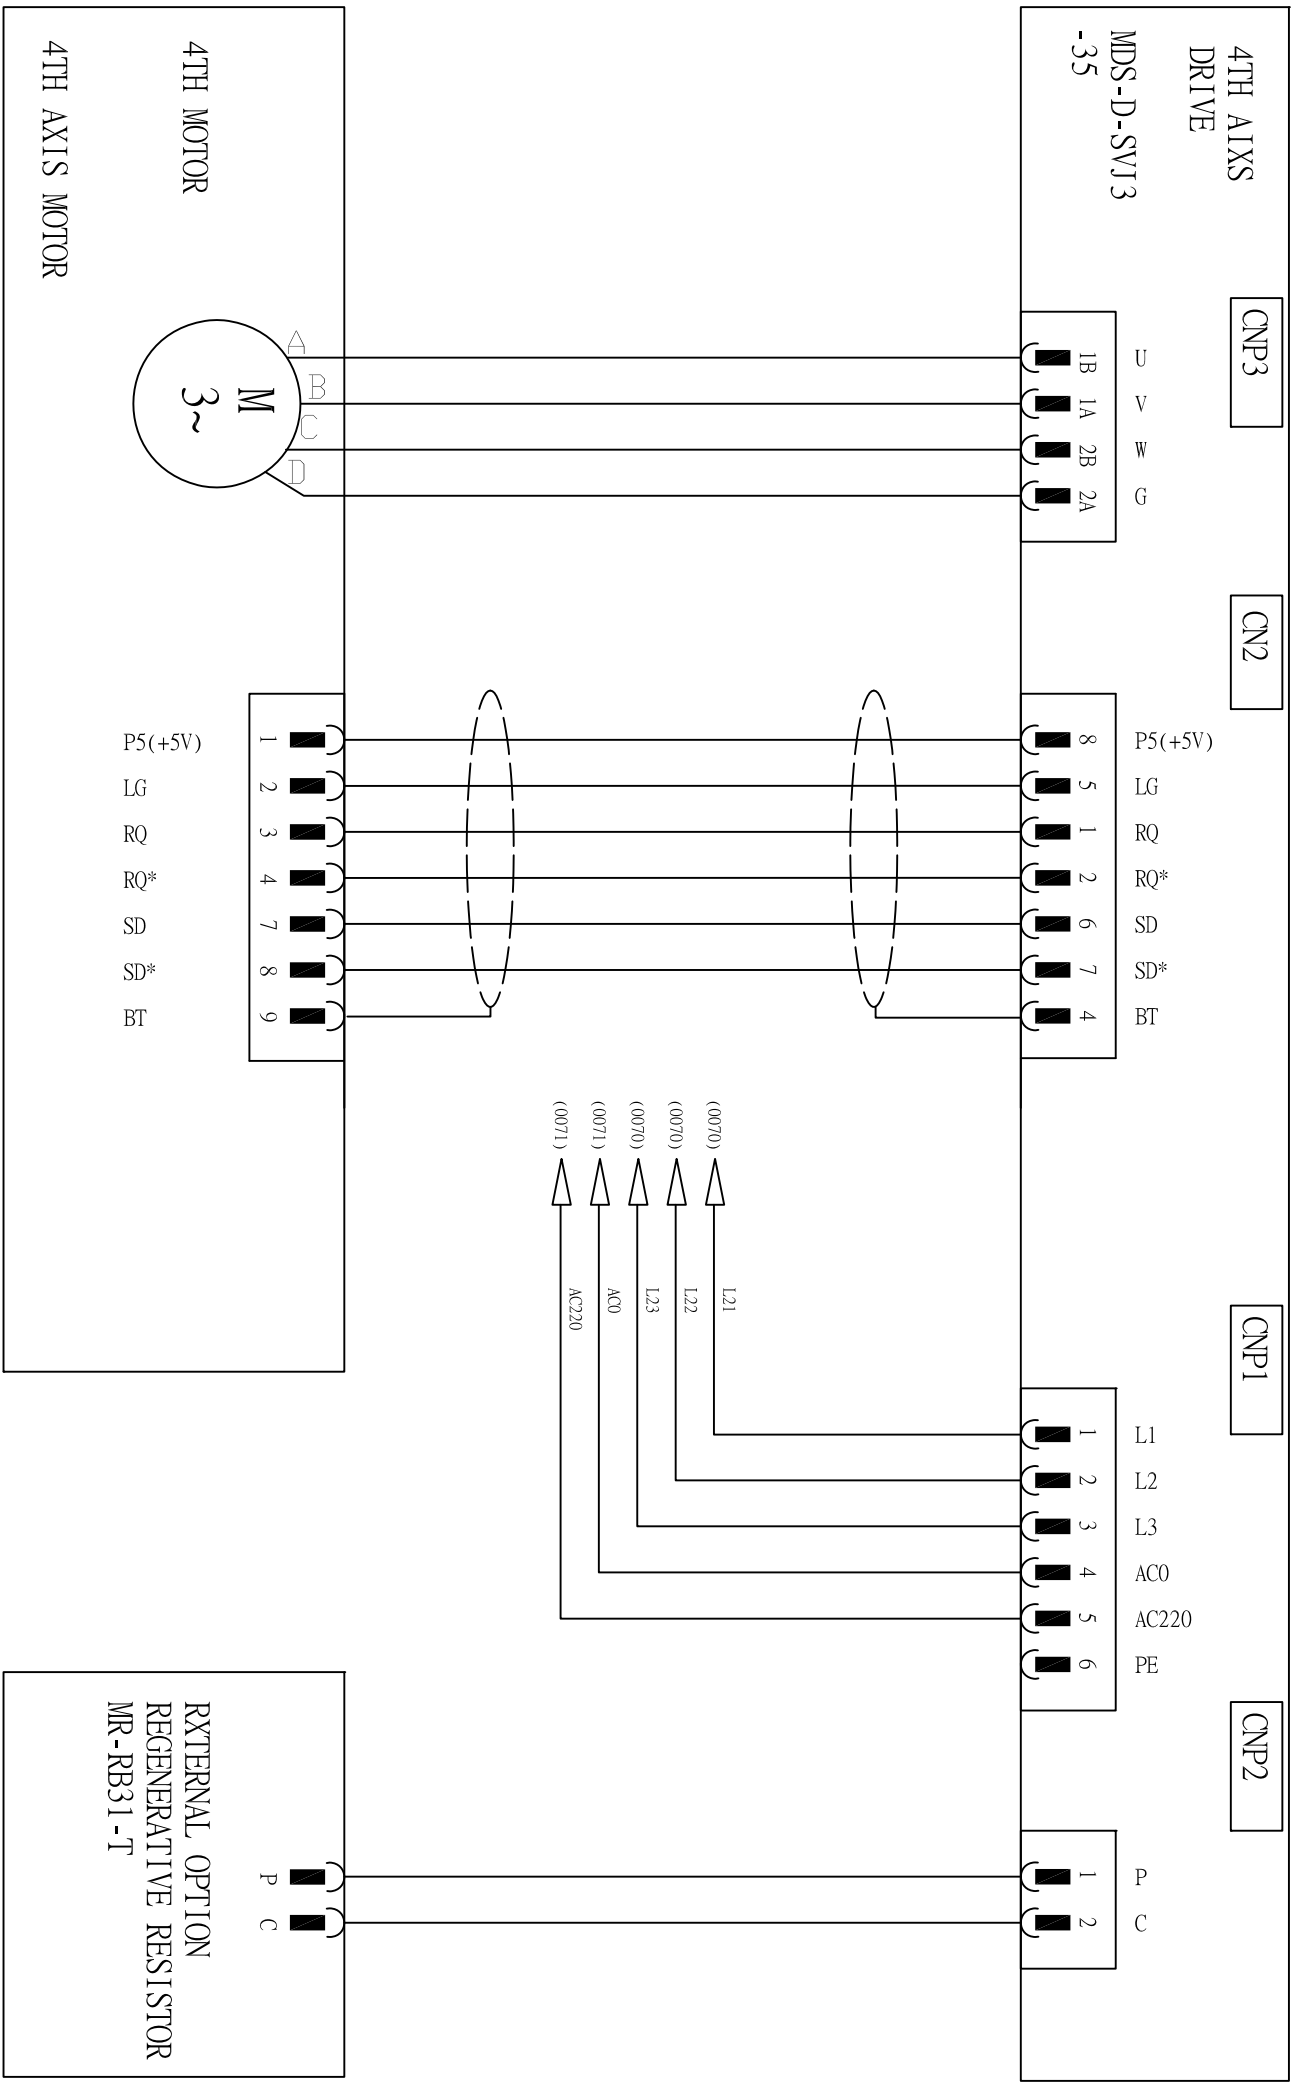 4TH AIXS
DRIVE
MDS-D-SVJ3
-35
CNP3
U
V
W
G
1B
1A
2B
2A
CN2
P5(+5V)
LG
RQ
RQ*
SD
SD*
BT
8
5
1
2
6
7
4
CNP1
L1
L2
L3
AC0
AC220
PE
1
2
3
4
5
6
CNP2
P
C
1
2
A
B
C
D
M
3~
4TH MOTOR
4TH AXIS MOTOR
1
2
3
4
7
8
9
P5(+5V)
LG
RQ
RQ*
SD
SD*
BT
(0070) L21
(0070) L22
(0070) L23
(0071) AC0
(0071) AC220
P
C
RXTERNAL OPTION
REGENERATIVE RESISTOR
MR-RB31-T